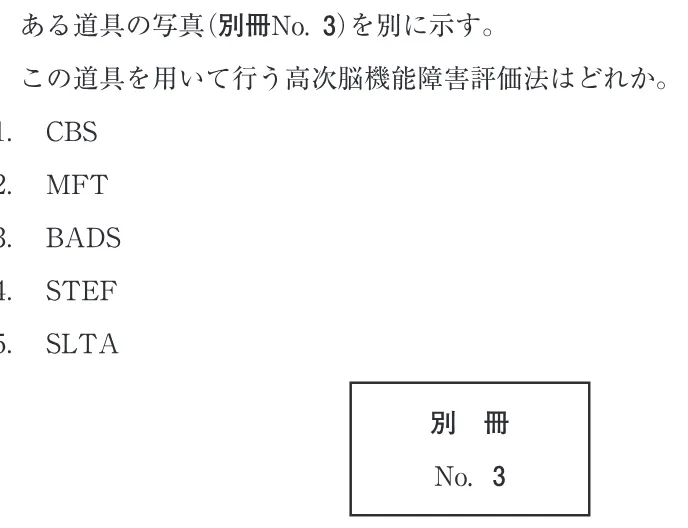 ある道具の写真(別冊No. 3)を別に示す。
この道具を用いて行う高次脳機能障害評価法はどれか。
1. CBS
2. MFT
3. BADS
4. STEF
5. SLTA
別 冊
No. 3